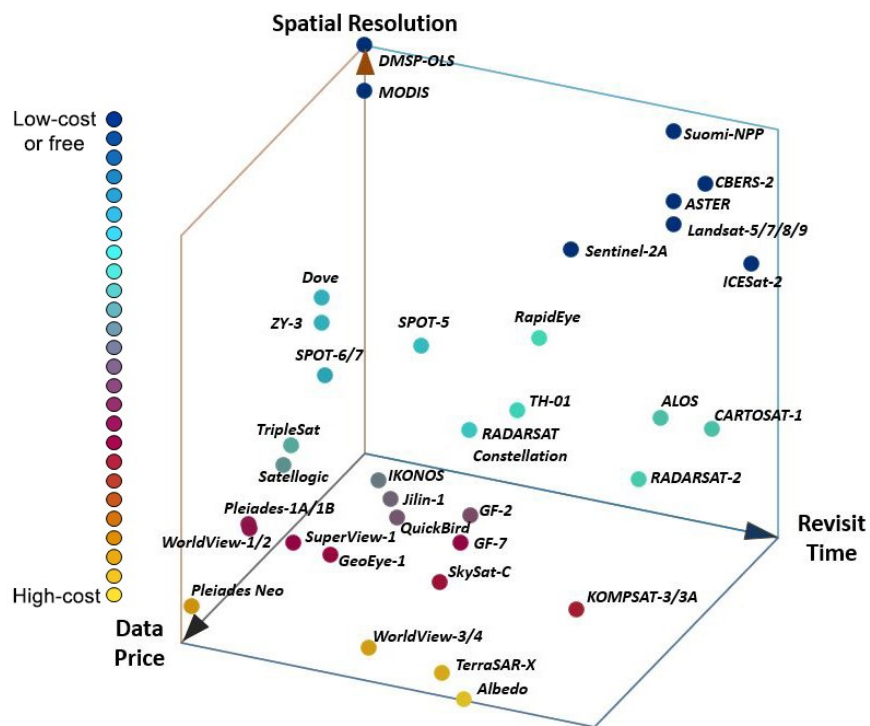 Spatial Resolution
DMSP-OLS
MODIS
Low-cost
or free
Suomi-NPP
CBERS-2
ASTER
Landsat-5/7/8/9
Sentinel-2A
ICESat-2
Dove
ZY-3
SPOT-5
RapidEye
SPOT-6/7
TH-01
ALOS
CARTOSAT-1
TripleSat
RADARSAT
Constellation
Satellogic
IKONOS
RADARSAT-2
Jilin-1
Pleiades-1A/1B
GF-2
QuickBird
Revisit
Time
WorldView-1/2
SuperView-1
GF-7
GeoEye-1
SkySat-C
Pleiades Neo
High-cost
KOMPSAT-3/3A
Data
Price
WorldView-3/4
TerraSAR-X
Albedo